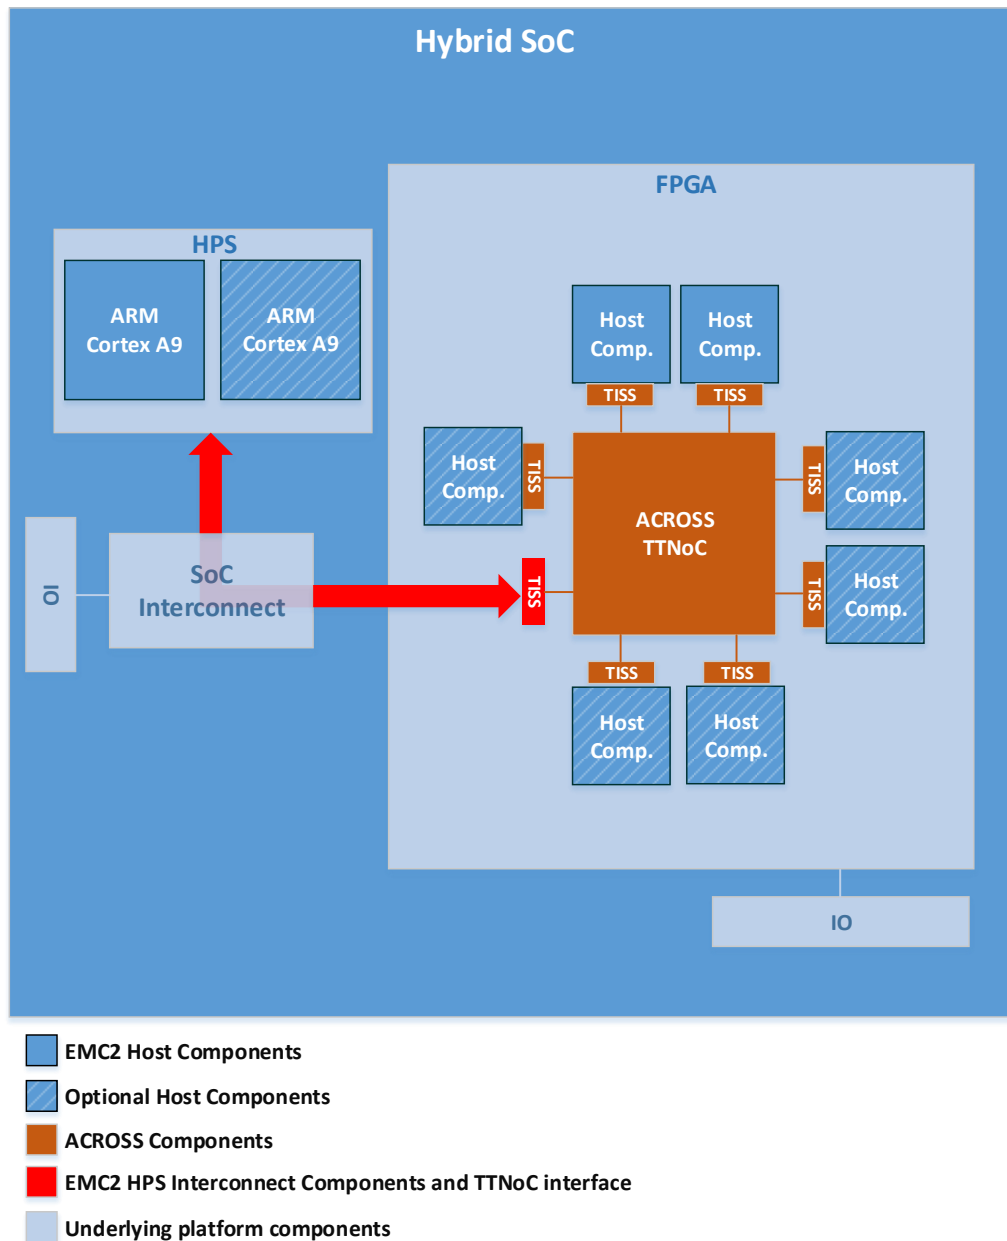 Hybrid SoC
FPGA
HPS
ARM
Cortex A9
ARM
Cortex A9
Host
Comp.
Host
Comp.
TISS
TISS
Host
Comp.
TISS
TISS
Host
Comp.
ACROSS
TTNoC
IO
SoC
Interconnect
TISS
TISS
Host
Comp.
TISS
TISS
Host
Comp.
Host
Comp.
IO
EMC2 Host Components
Optional Host Components
ACROSS Components
EMC2 HPS Interconnect Components and TTNoC interface
Underlying platform components